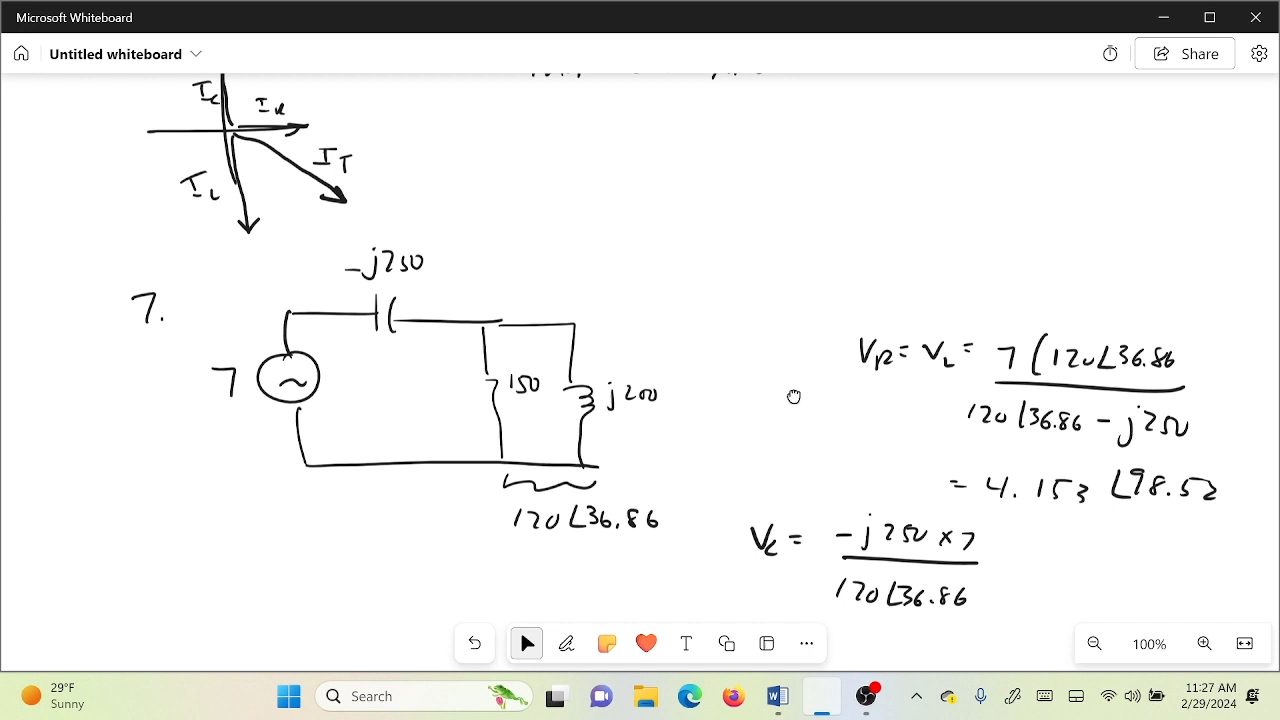 Microsoft Whiteboard
Untitled whiteboard
Share
I_C
I_R
I_T
I_L
-j250
7.
7
150
j200
120∠36.86
V_R = V_L = 7 (120∠36.86
120∠36.86 - j250
= 4.153 ∠98.52
V_C = -j250 × 7
120∠36.86
100%
29°F
Sunny
Search
11:27 AM
2/29/2024